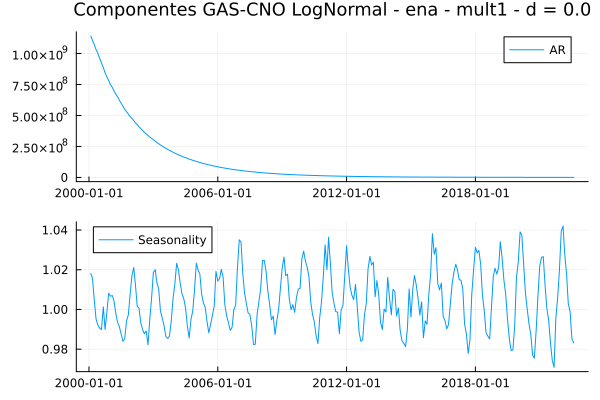 Componentes GAS-CNO LogNormal - ena - mult1 - d = 0.0
1.00×10⁹
7.50×10⁸
5.00×10⁸
2.50×10⁸
0
AR
2000-01-01 2006-01-01 2012-01-01 2018-01-01
1.04
1.02
1.00
0.98
Seasonality
2000-01-01 2006-01-01 2012-01-01 2018-01-01